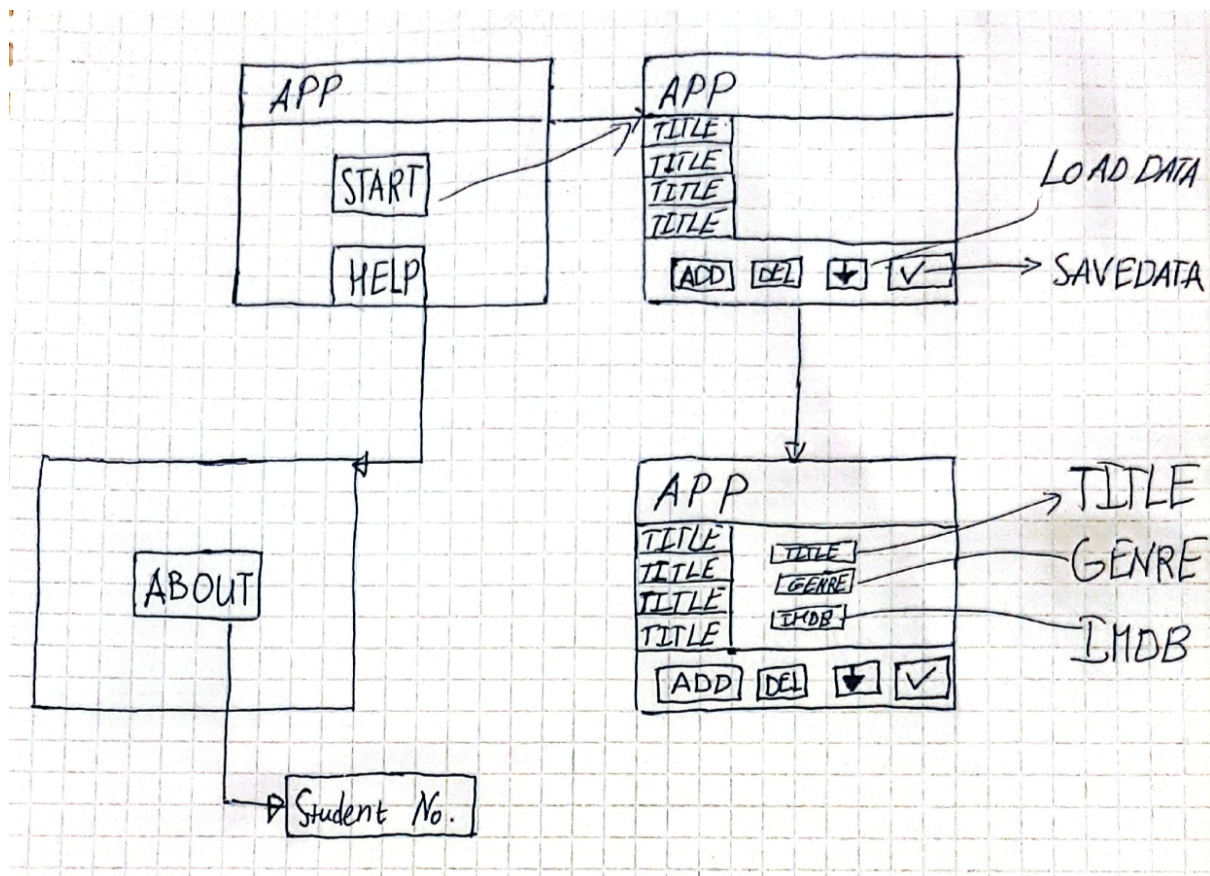 APP
START
HELP
APP
TITLE
TITLE
TITLE
TITLE
ADD DEL
LOAD DATA
SAVEDATA
ABOUT
Student No.
APP
TITLE
TITLE
TITLE
TITLE
TITLE
GENRE
IMDB
ADD DEL
TITLE
GENRE
IMDB